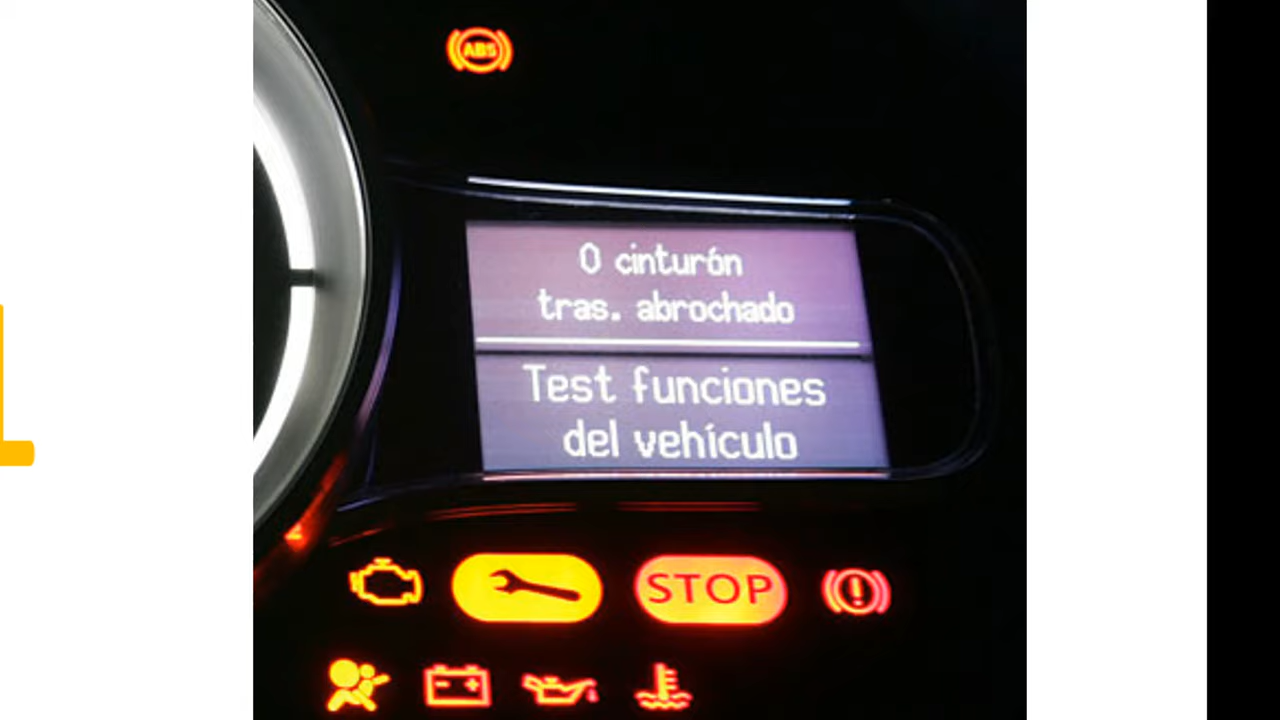 ABS
0 cinturón
tras. abrochado
Test funciones
del vehículo
STOP